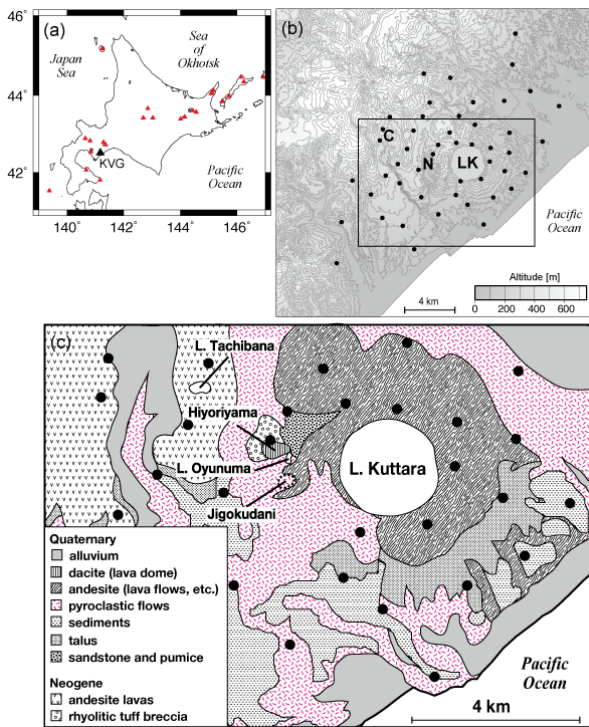 (a)
Japan
Sea
Sea
of
Okhotsk
KVG
Pacific
Ocean
46°
44°
42°
140°
142°
144°
146°
(b)
C
N
LK
Pacific
Ocean
Altitude [m]
0 200 400 600
4 km
(c)
L. Tachibana
Hiyoriyama
L. Oyunuma
Jigokudani
L. Kuttara
Quaternary
alluvium
dacite (lava dome)
andesite (lava flows, etc.)
pyroclastic flows
sediments
talus
sandstone and pumice
Neogene
andesite lavas
rhyolitic tuff breccia
Pacific
Ocean
4 km